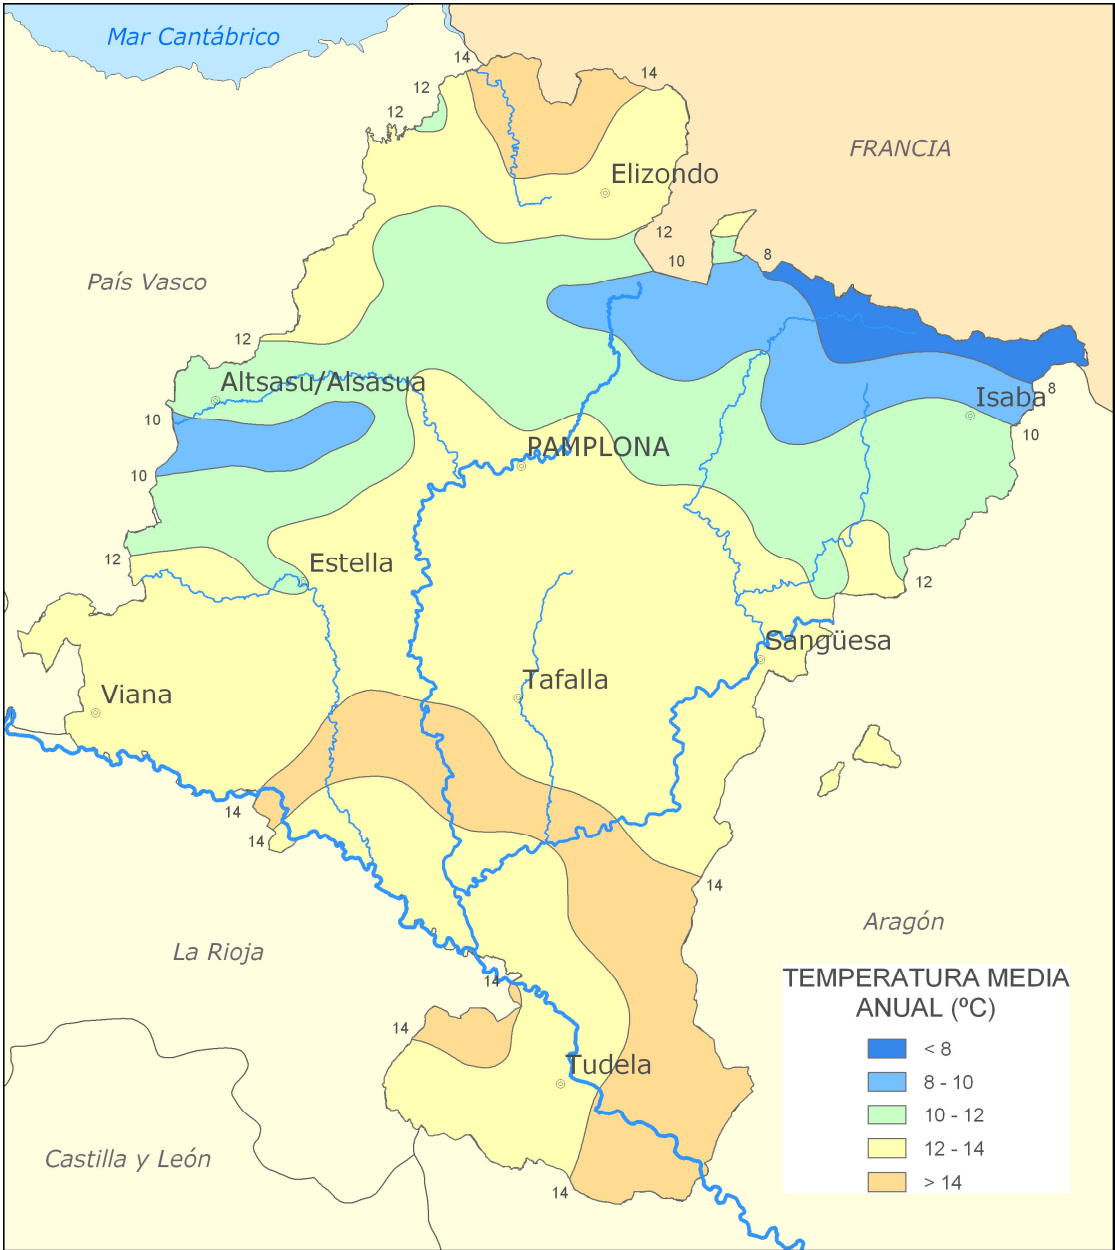 Mar Cantábrico
14
14
12
12
FRANCIA
Elizondo
12
10
8
País Vasco
12
Altsasu/Alsasua
8
Isaba
10
10
PAMPLONA
10
12
Estella
12
Sangüesa
Tafalla
Viana
14
14
14
Aragón
La Rioja
14
14
TEMPERATURA MEDIA
ANUAL (ºC)
< 8
8 - 10
10 - 12
12 - 14
> 14
Tudela
Castilla y León
14